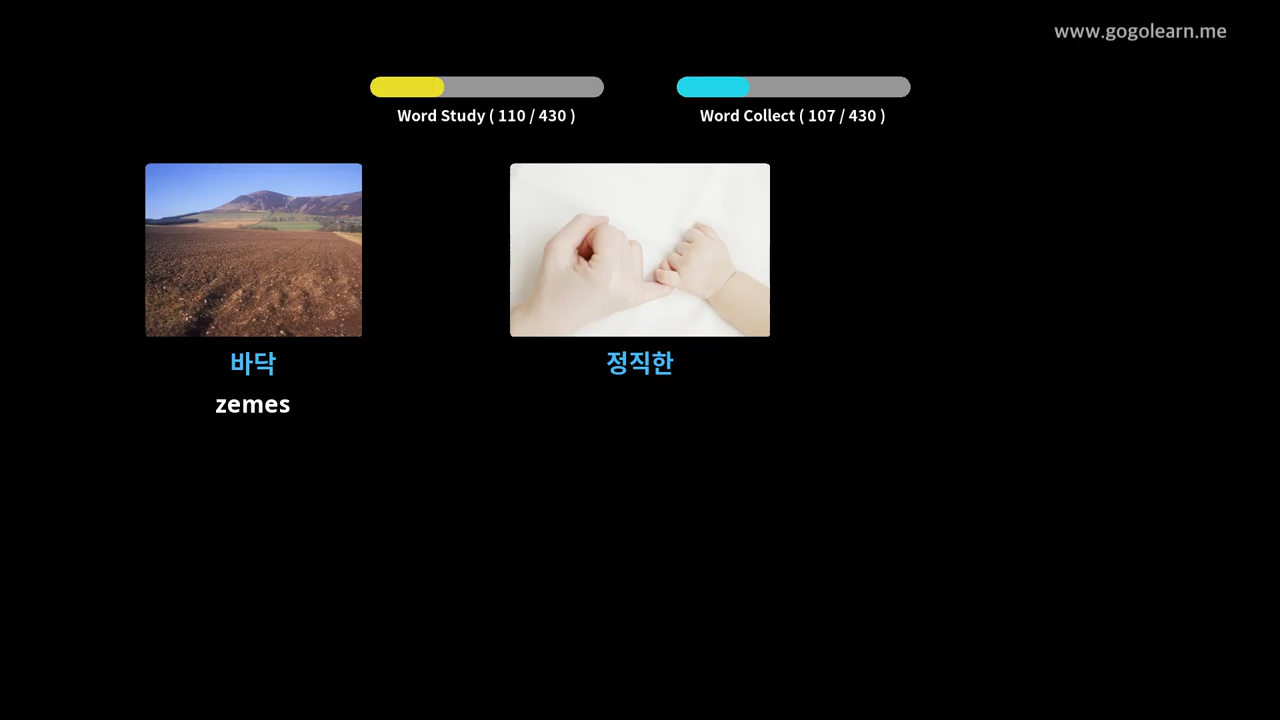 www.gogolearn.me
Word Study ( 110 / 430 )
Word Collect ( 107 / 430 )
바닥
정직한
zemes